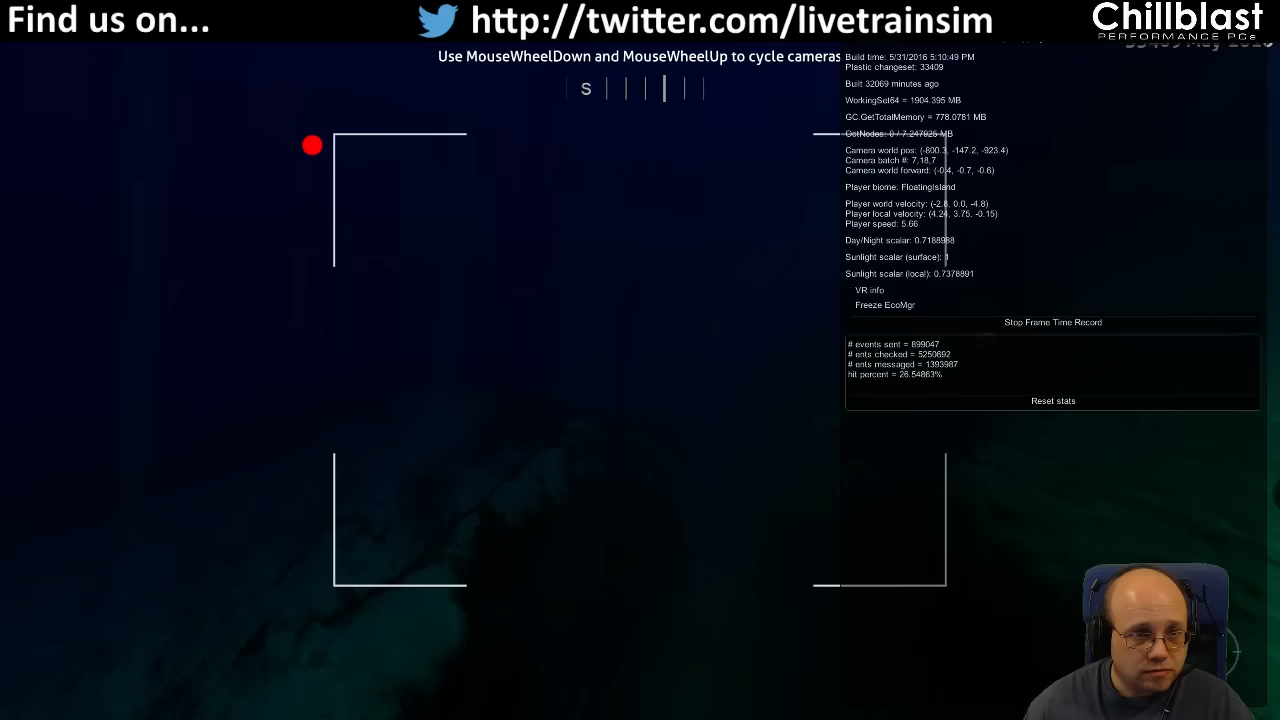 Find us on... http://twitter.com/livetrainsim Chillblast
PERFORMANCE PCs
Use MouseWheelDown and MouseWheelUp to cycle cameras
S
Build time: 5/31/2016 5:10:49 PM
Plastic changeset: 33409
Built 32069 minutes ago
WorkingSet64 = 1904.395 MB
GC.GetTotalMemory = 778.0781 MB
OctNodes: 0 / 7.247925 MB
Camera world pos: (-800.3, -147.2, -923.4)
Camera batch #: 7,18,7
Camera world forward: (-0.4, -0.7, -0.6)
Player biome: FloatingIsland
Player world velocity: (-2.8, 0.0, -4.8)
Player local velocity: (4.24, 3.75, -0.15)
Player speed: 5.66
Day/Night scalar: 0.7188988
Sunlight scalar (surface): 1
Sunlight scalar (local): 0.7378891
VR info
Freeze EcoMgr
Stop Frame Time Record
# events sent = 899047
# ents checked = 5250692
# ents messaged = 1393987
hit percent = 26.54863%
Reset stats